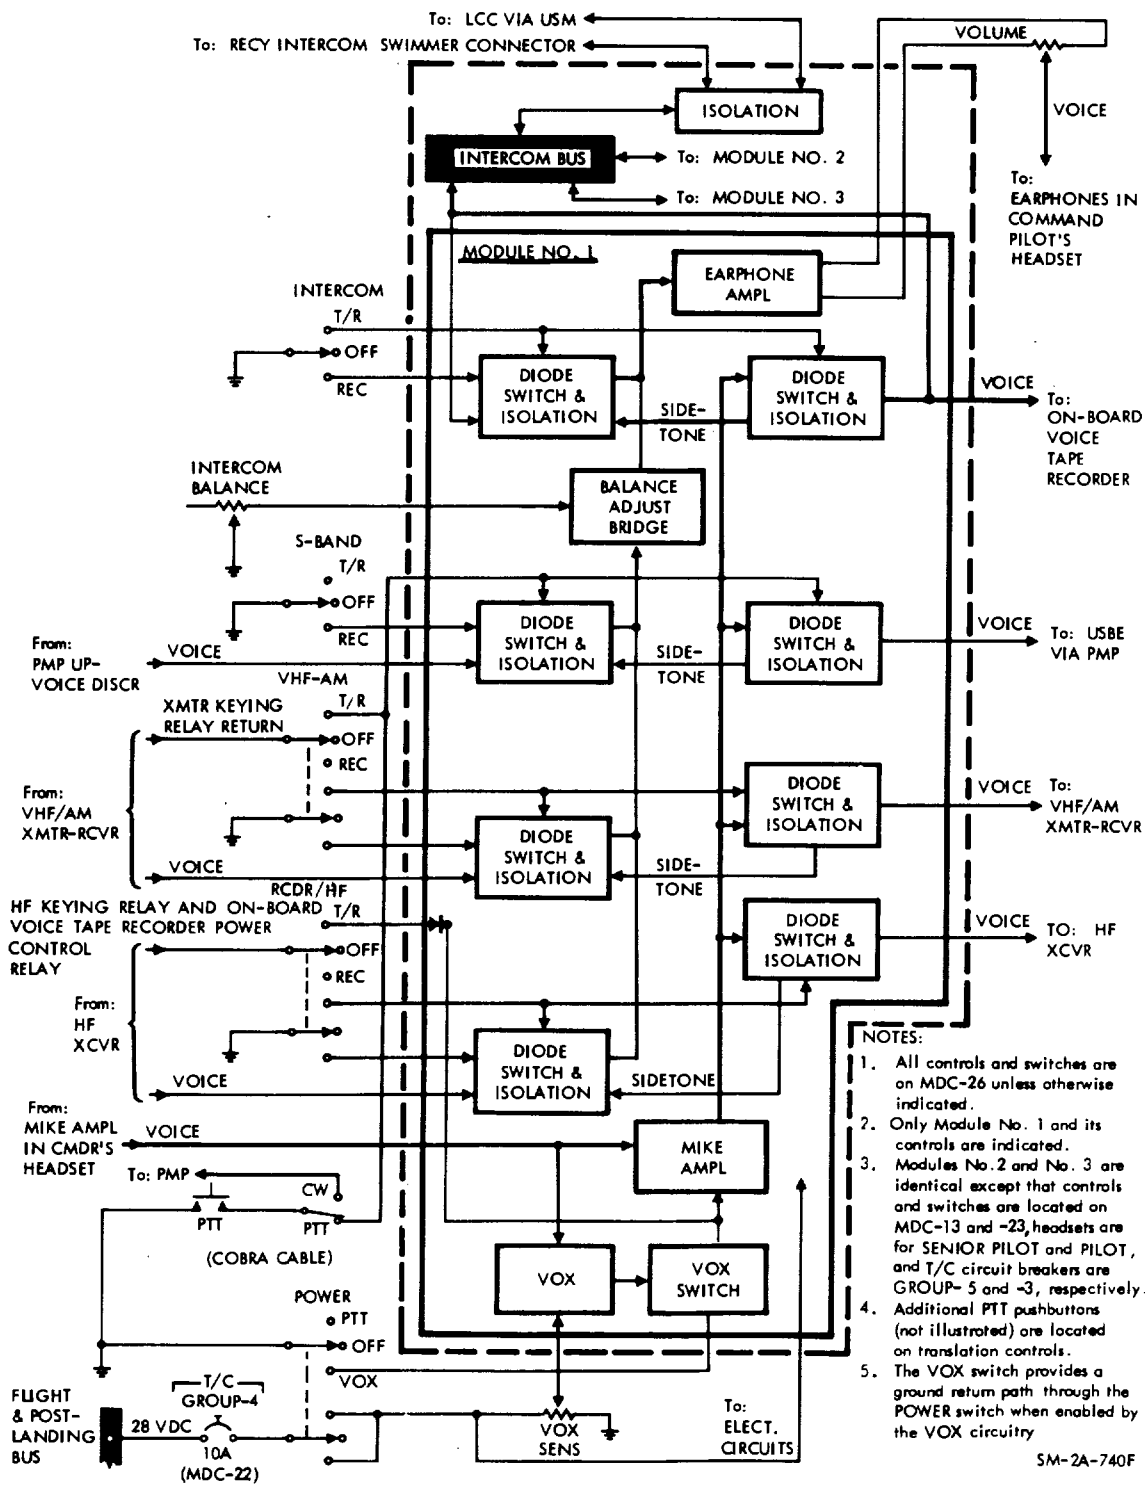 To: LCC VIA USM
To: RECY INTERCOM SWIMMER CONNECTOR
VOLUME
ISOLATION
VOICE
INTERCOM BUS
To: MODULE NO. 2
To: MODULE NO. 3
To:
EARPHONES IN
COMMAND
PILOT'S
HEADSET
MODULE NO. 1
EARPHONE
AMPL
INTERCOM
T/R
OFF
REC
DIODE
SWITCH &
ISOLATION
SIDE-
TONE
DIODE
SWITCH &
ISOLATION
VOICE
To:
ON-BOARD
VOICE
TAPE
RECORDER
INTERCOM
BALANCE
BALANCE
ADJUST
BRIDGE
S-BAND
T/R
OFF
REC
From:
PMP UP-
VOICE DISCR
VOICE
DIODE
SWITCH &
ISOLATION
SIDE-
TONE
DIODE
SWITCH &
ISOLATION
VOICE
To: USBE
VIA PMP
VHF-AM
T/R
XMTR KEYING
RELAY RETURN
OFF
REC
From:
VHF/AM
XMTR-RCVR
VOICE
DIODE
SWITCH &
ISOLATION
SIDE-
TONE
DIODE
SWITCH &
ISOLATION
VOICE
To:
VHF/AM
XMTR-RCVR
RCDR/HF
T/R
HF KEYING RELAY AND ON-BOARD
VOICE TAPE RECORDER POWER
CONTROL
RELAY
OFF
REC
From:
HF
XCVR
VOICE
DIODE
SWITCH &
ISOLATION
SIDETONE
DIODE
SWITCH &
ISOLATION
VOICE
TO: HF
XCVR
From:
MIKE AMPL
IN CMDR'S
HEADSET
VOICE
MIKE
AMPL
To: PMP
CW
PTT
PTT
(COBRA CABLE)
VOX
VOX
SWITCH
POWER
PTT
OFF
VOX
T/C
GROUP-4
FLIGHT
& POST-
LANDING
BUS
28 VDC
10A
(MDC-22)
VOX
SENS
To:
ELECT.
CIRCUITS
NOTES:
1. All controls and switches are
on MDC-26 unless otherwise
indicated.
2. Only Module No. 1 and its
controls are indicated.
3. Modules No.2 and No. 3 are
identical except that controls
and switches are located on
MDC-13 and -23, headsets are
for SENIOR PILOT and PILOT,
and T/C circuit breakers are
GROUP- 5 and -3, respectively.
4. Additional PTT pushbuttons
(not illustrated) are located
on translation controls.
5. The VOX switch provides a
ground return path through the
POWER switch when enabled by
the VOX circuitry
SM-2A-740F